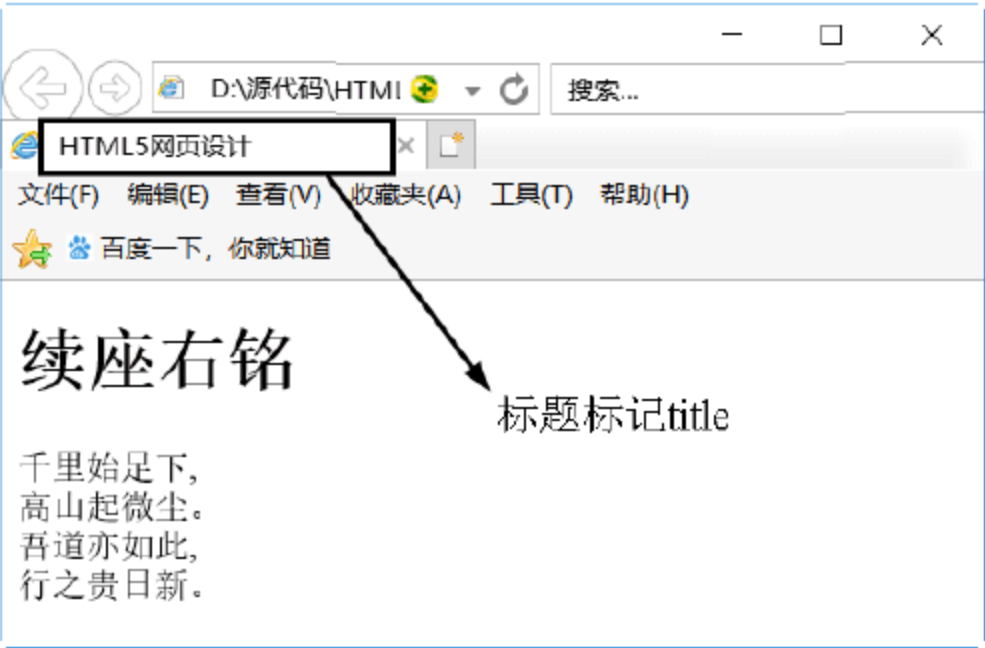 D:\源代码\HTML
搜索...
HTML5网页设计
文件(F) 编辑(E) 查看(V) 收藏夹(A) 工具(T) 帮助(H)
百度一下，你就知道
续座右铭
标题标记title
千里始足下,
高山起微尘。
吾道亦如此,
行之贵日新。